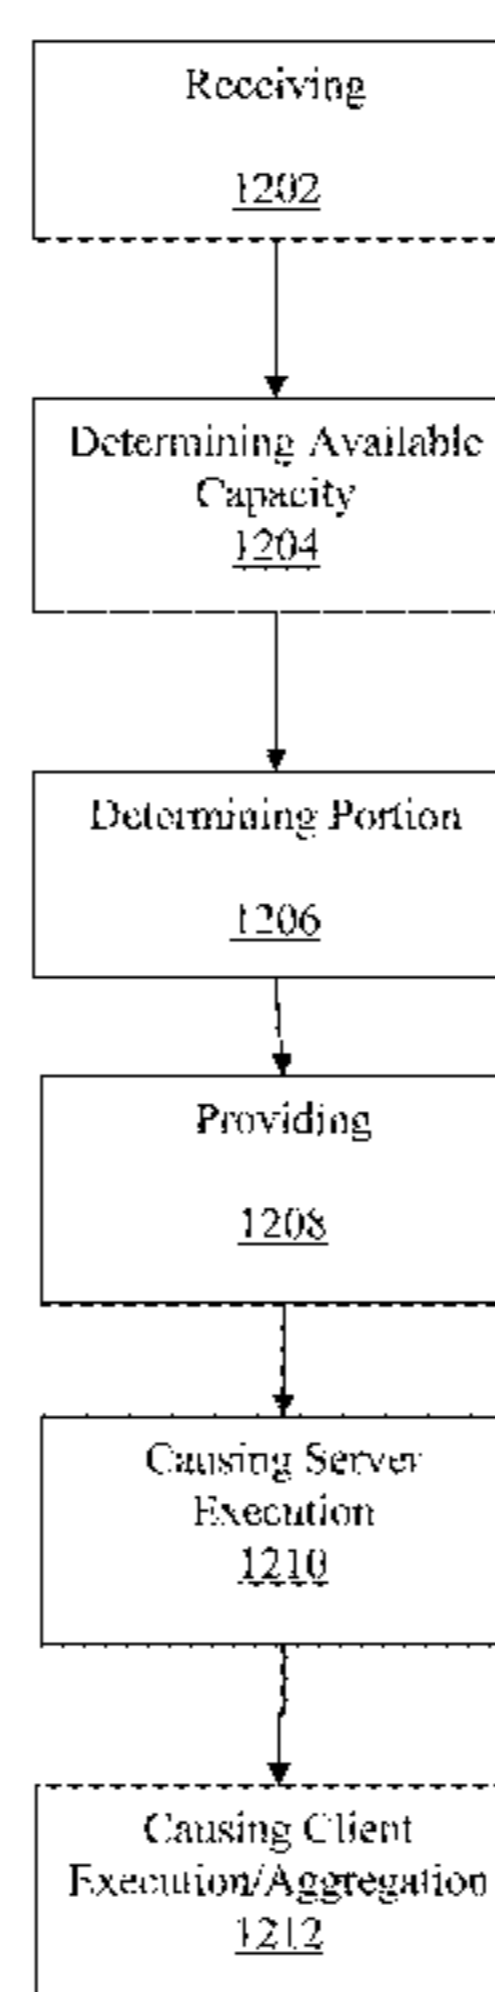 Receiving
1202
Determining Available
Capacity
1204
Determining Portion
1206
Providing
1208
Causing Server
Execution
1210
Causing Client
Execution/Aggregation
1212